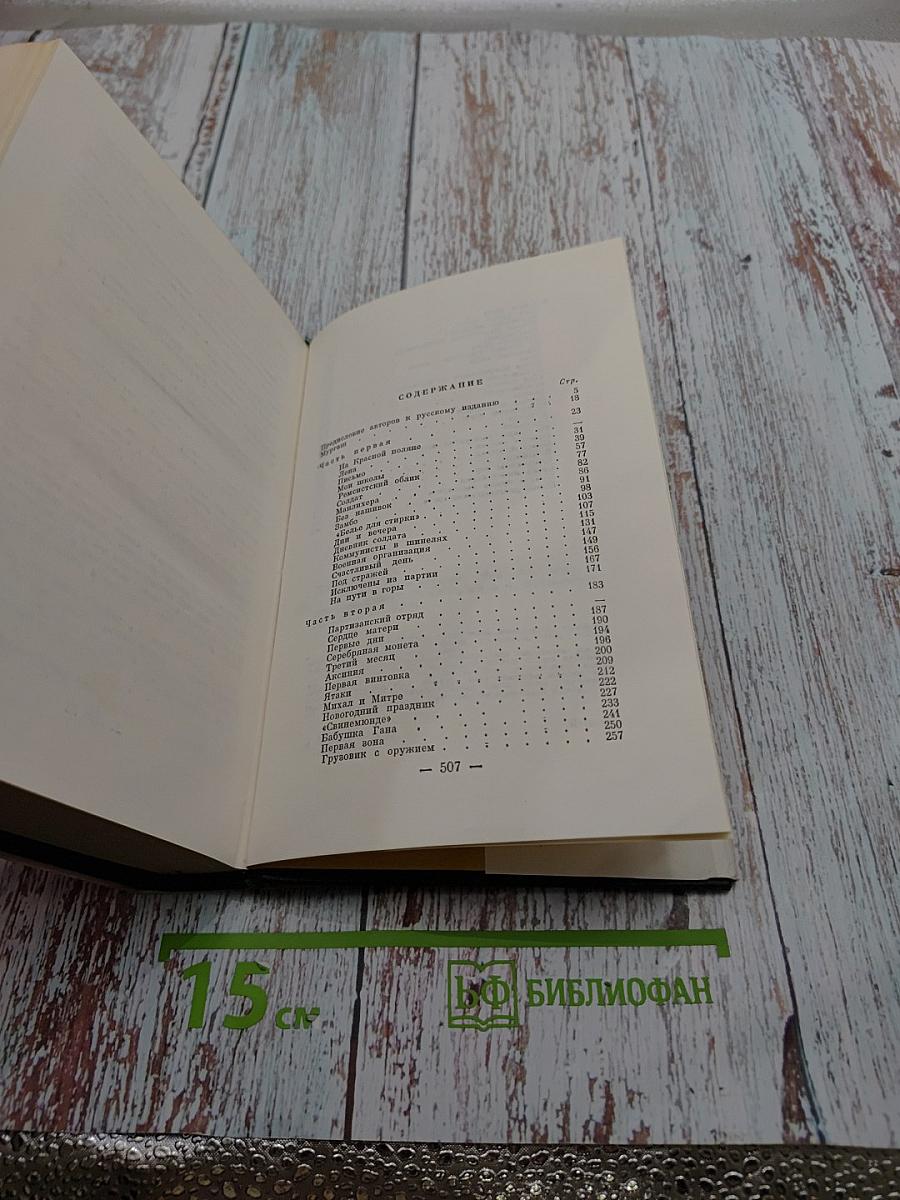 СОДЕРЖАНИЕ
Стр.
Предисловие авторов к русскому изданию . . . 5
Мургаш . . . 13
Часть первая . . . 23
На Красной поляне . . . —
Лена . . . 31
Письмо . . . 39
Мои школы . . . 57
Ремсистский облик . . . 77
Солдат . . . 82
Манлихера . . . 86
Без нашивок . . . 91
Замбо . . . 98
«Белье для стирки» . . . 103
Дни и вечера . . . 107
Дневник солдата . . . 115
Коммунисты в шинелях . . . 131
Военная организация . . . 147
Счастливый день . . . 149
Под стражей . . . 156
Исключены из партии . . . 167
На пути в горы . . . 171
Часть вторая . . . 183
Партизанский отряд . . . —
Сердце матери . . . 187
Первые дни . . . 190
Серебряная монета . . . 194
Третий месяц . . . 196
Аксиния . . . 200
Первая винтовка . . . 209
Ятаки . . . 212
Михал и Митре . . . 222
Новогодний праздник . . . 227
«Свинемюнде» . . . 233
Бабушка Гана . . . 241
Первая зона . . . 250
Грузовик с оружием . . . 257
— 507 —
15 см БФ БИБЛИОФАН